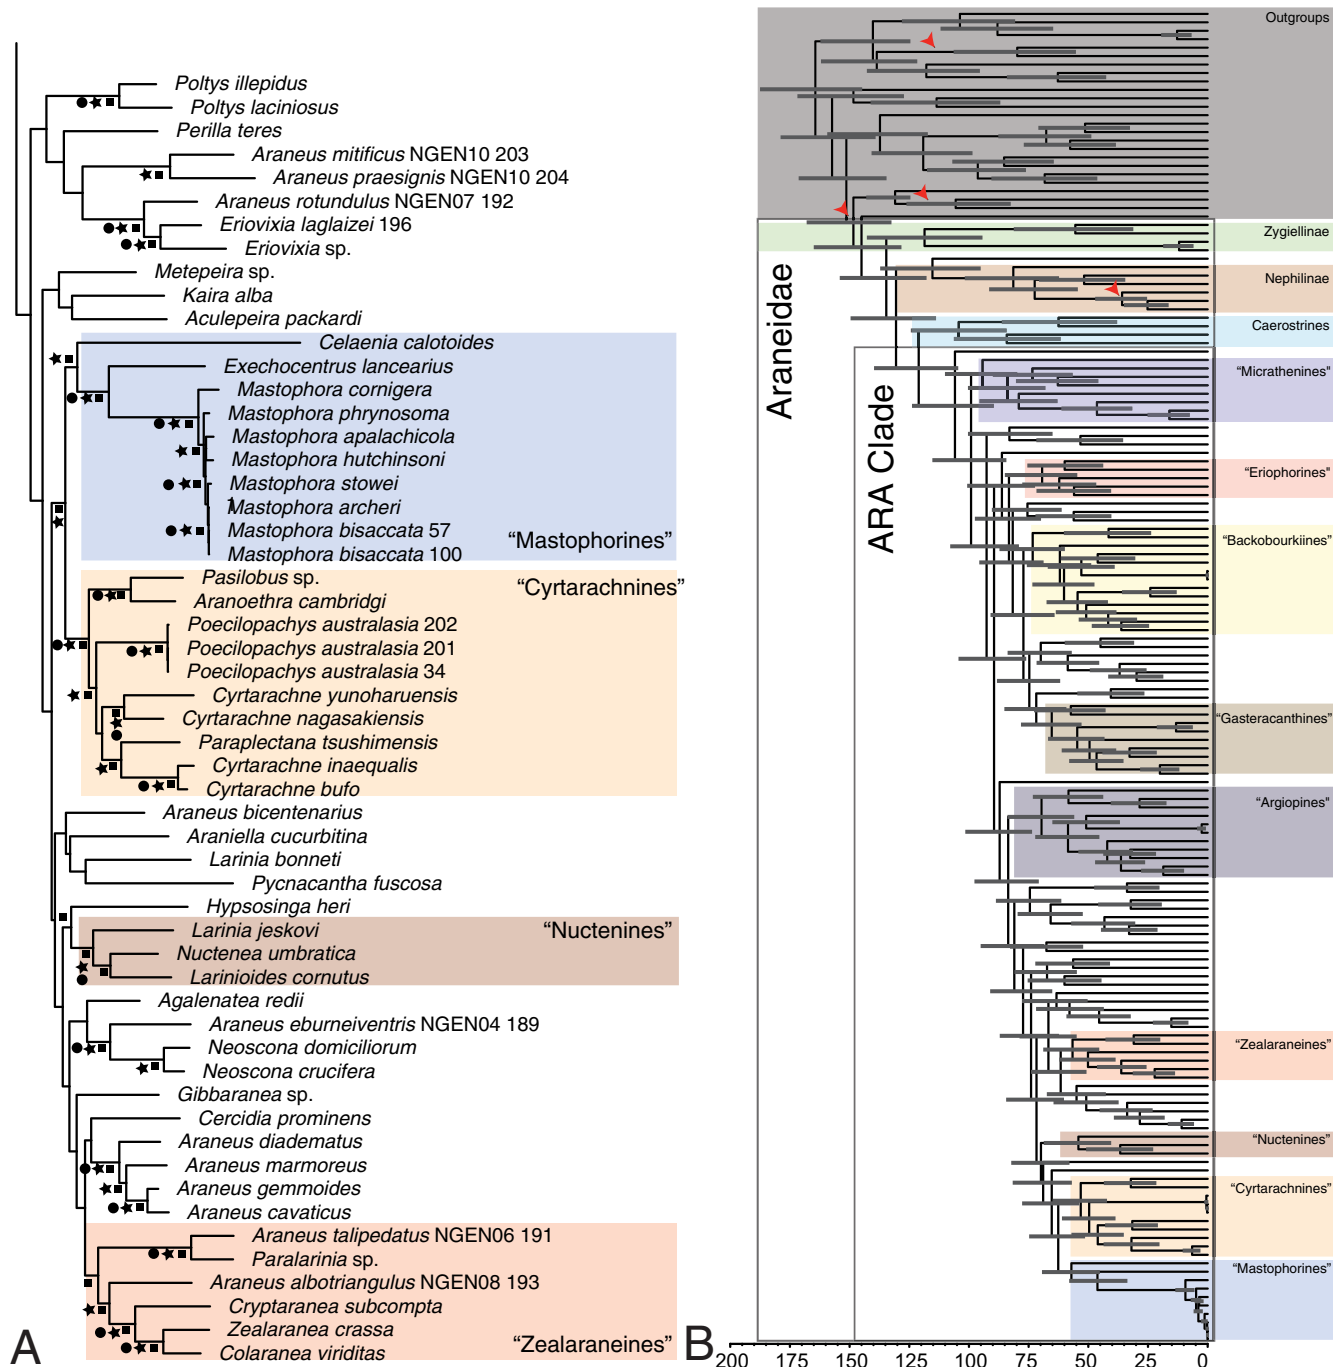 Poltys illepidus
Poltys laciniosus
Perilla teres
Araneus mitificus NGEN10 203
Araneus praesignis NGEN10 204
Araneus rotundulus NGEN07 192
Eriovixia laglaizei 196
Eriovixia sp.
Metepeira sp.
Kaira alba
Aculepeira packardi
Celaenia calotoides
Exechocentrus lancearius
Mastophora cornigera
Mastophora phrynosoma
Mastophora apalachicola
Mastophora hutchinsoni
Mastophora stowei
Mastophora archeri
Mastophora bisaccata 57
Mastophora bisaccata 100
“Mastophorines”
Pasilobus sp.
“Cyrtarachnines”
Aranoethra cambridgi
Poecilopachys australasia 202
Poecilopachys australasia 201
Poecilopachys australasia 34
Cyrtarachne yunoharuensis
Cyrtarachne nagasakiensis
Paraplectana tsushimensis
Cyrtarachne inaequalis
Cyrtarachne bufo
Araneus bicentenarius
Araniella cucurbitina
Larinia bonneti
Pycnacantha fuscosa
Hypsosinga heri
Larinia jeskovi
“Nuctenines”
Nuctenea umbratica
Larinioides cornutus
Agalenatea redii
Araneus eburneiventris NGEN04 189
Neoscona domiciliorum
Neoscona crucifera
Gibbaranea sp.
Cercidia prominens
Araneus diadematus
Araneus marmoreus
Araneus gemmoides
Araneus cavaticus
Araneus talipedatus NGEN06 191
Paralarinia sp.
Araneus albotriangulus NGEN08 193
Cryptaranea subcompta
Zealaranea crassa
Colaranea viriditas
“Zealaraneines”
A
Outgroups
Zygiellinae
Nephilinae
Caerostrines
“Micrathenines”
"Eriophorines"
“Backobourkiines”
“Gasteracanthines”
“Argiopines”
“Zealaraneines”
“Nuctenines”
“Cyrtarachnines”
“Mastophorines”
Araneidae
ARA Clade
B
200 175 150 125 100 75 50 25 0